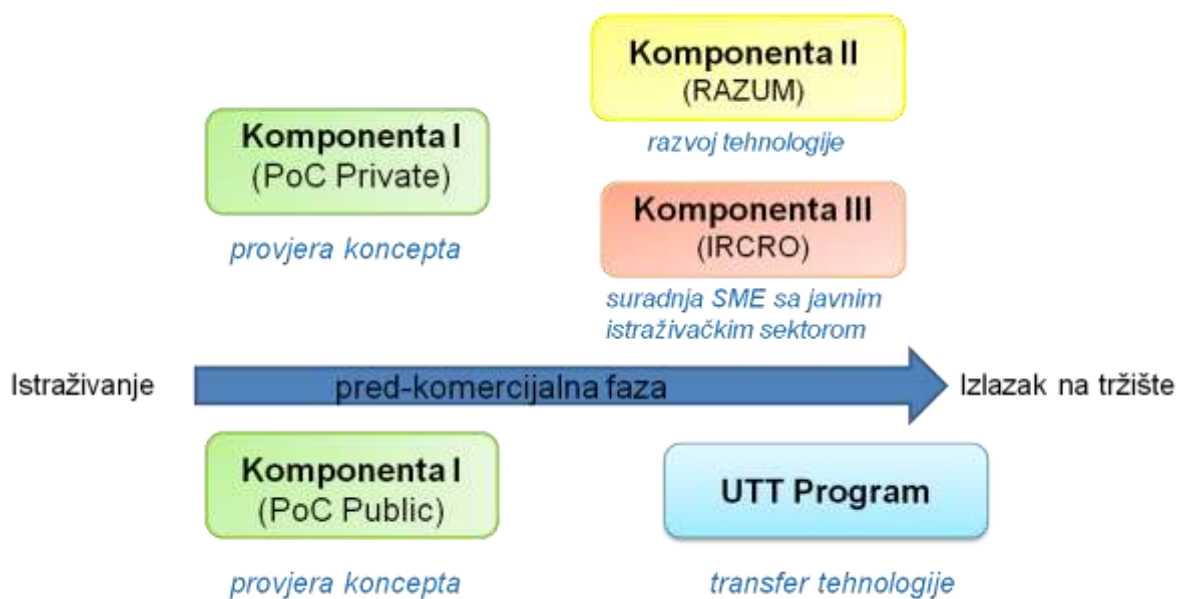 Komponenta II
(RAZUM)
razvoj tehnologije
Komponenta I
(PoC Private)
provjera koncepta
Komponenta III
(IRCRO)
suradnja SME sa javnim
istraživačkim sektorom
Istraživanje
pred-komercijalna faza
Izlazak na tržište
Komponenta I
(PoC Public)
provjera koncepta
UTT Program
transfer tehnologije